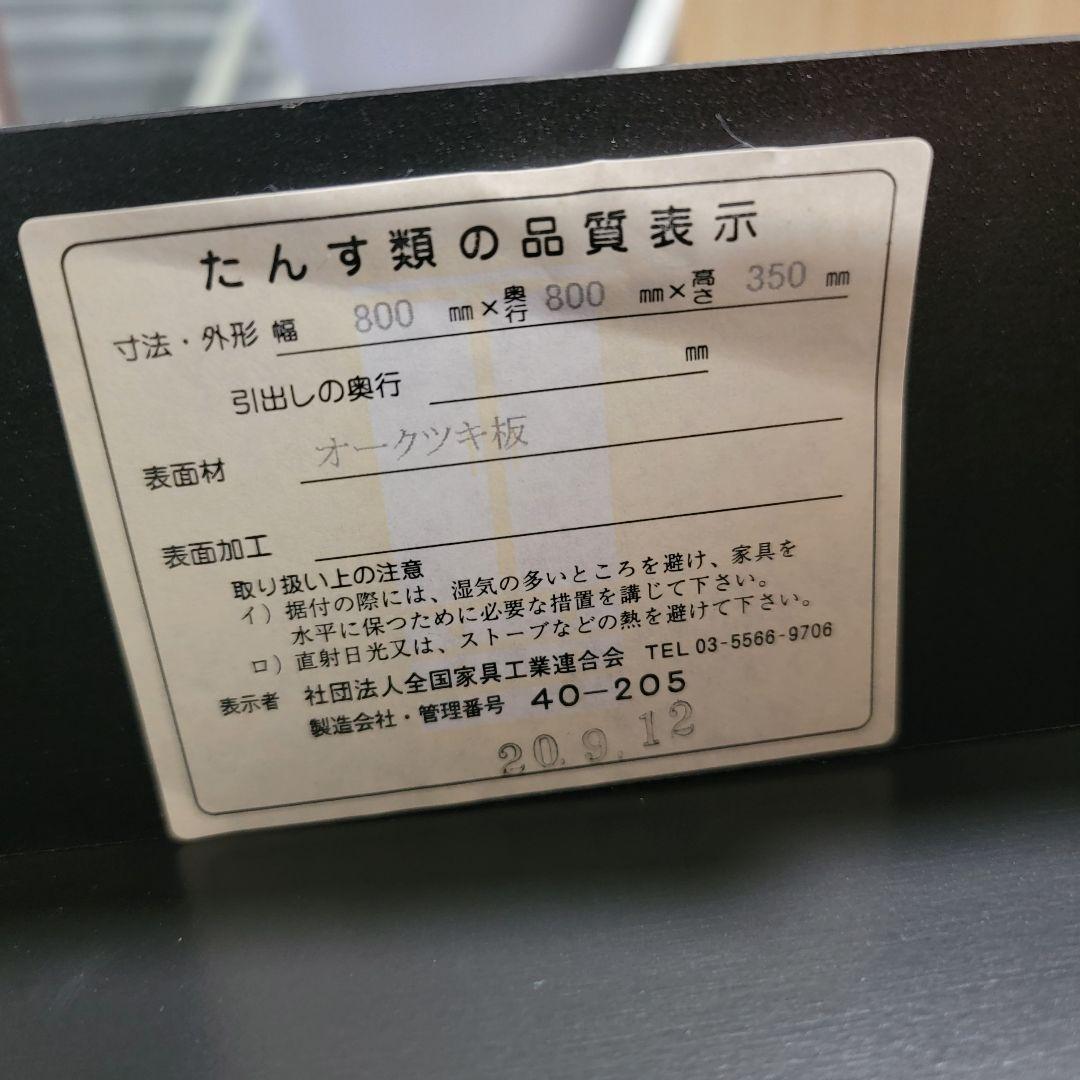 たんす類の品質表示
寸法・外形 幅 800 mm×奥行 800 mm×高さ 350 mm
引出しの奥行 mm
表面材 オークツキ板
表面加工
取り扱い上の注意
イ）据付の際には、湿気の多いところを避け、家具を
水平に保つために必要な措置を講じて下さい。
ロ）直射日光又は、ストーブなどの熱を避けて下さい。
表示者 社団法人全国家具工業連合会 TEL 03-5566-9706
製造会社・管理番号 40-205
20.9.12